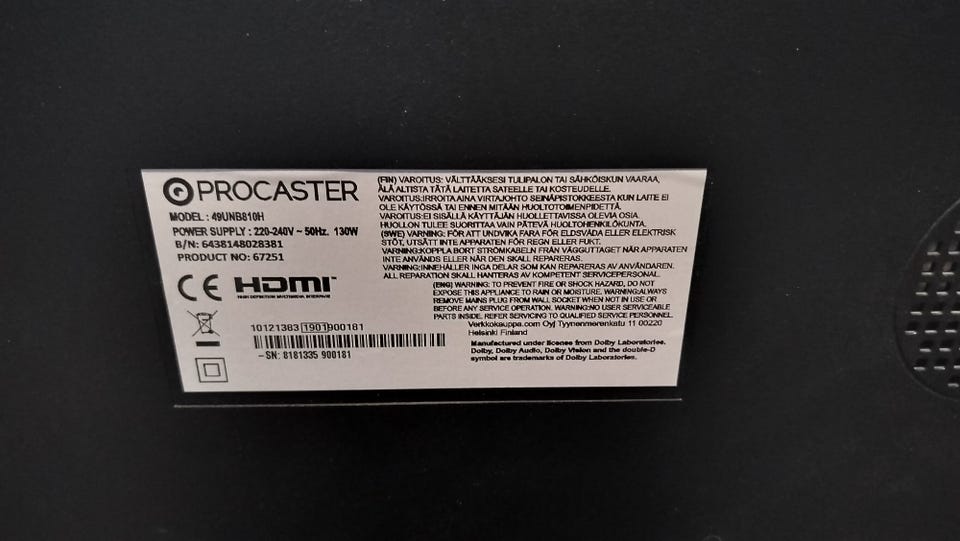 PROCASTER
MODEL : 49UNB810H
POWER SUPPLY : 220-240V ~ 50Hz. 130W
B/N: 6438148028381
PRODUCT NO: 67251
CE HDMI
HIGH DEFINITION MULTIMEDIA INTERFACE
10121383 1901 900181
-SN: 8181335 900181
(FIN) VAROITUS: VÄLTTÄÄKSESI TULIPALON TAI SÄHKÖISKUN VAARAA,
ÄLÄ ALTISTA TÄTÄ LAITETTA SATEELLE TAI KOSTEUDELLE.
VAROITUS:IRROITA AINA VIRTAJOHTO SEINÄPISTOKKEESTA KUN LAITE EI
OLE KÄYTÖSSÄ TAI ENNEN MITÄÄN HUOLTOTOIMENPIDETTÄ.
VAROITUS:EI SISÄLLÄ KÄYTTÄJÄN HUOLLETTAVISSA OLEVIA OSIA.
HUOLLON TULEE SUORITTAA VAIN PÄTEVÄ HUOLTOHENKILÖKUNTA.
(SWE) VARNING: FÖR ATT UNDVIKA FARA FÖR ELDSVÅDA ELLER ELEKTRISK
STÖT, UTSÄTT INTE APPARATEN FÖR REGN ELLER FUKT.
VARNING:KOPPLA BORT STRÖMKABELN FRÅN VÄGGUTTAGET NÄR APPARATEN
INTE ANVÄNDS ELLER NÄR DEN SKALL REPARERAS.
VARNING:INNEHÅLLER INGA DELAR SOM KAN REPARERAS AV ANVÄNDAREN.
ALL REPARATION SKALL HANTERAS AV KOMPETENT SERVICEPERSONAL.
(ENG) WARNING: TO PREVENT FIRE OR SHOCK HAZARD, DO NOT
EXPOSE THIS APPLIANCE TO RAIN OR MOISTURE. WARNING:ALWAYS
REMOVE MAINS PLUG FROM WALL SOCKET WHEN NOT IN USE OR
BEFORE ANY SERVICE OPERATION. WARNING:NO USER SERVICEABLE
PARTS INSIDE. REFER SERVICING TO QUALIFIED SERVICE PERSONNEL.
Verkkokauppa.com Oyj Tyynenmerenkatu 11 00220
Helsinki Finland
Manufactured under license from Dolby Laboratories.
Dolby, Dolby Audio, Dolby Vision and the double-D
symbol are trademarks of Dolby Laboratories.